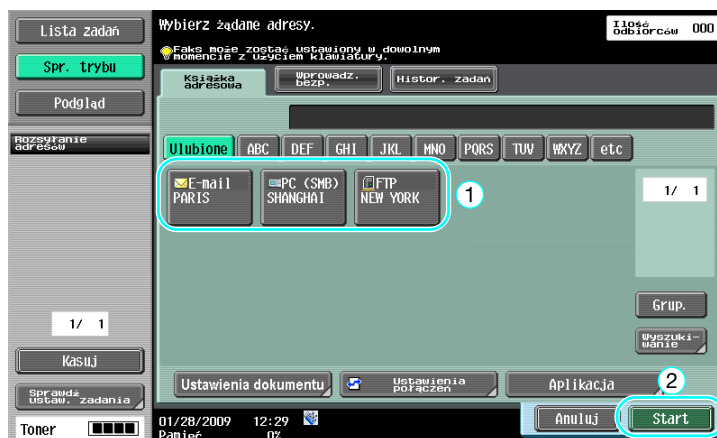 Lista zadań
Spr. trybu
Podgląd
Rozsyłanie
adresów
1/ 1
Kasuj
Sprawdź
ustaw. zadania
Toner
Wybierz żądane adresy.
Faks może zostać ustawiony w dowolnym
momencie z użyciem klawiatury.
Ilość
odbiorców 000
Książka
adresowa
Wprowadz.
bezp.
Histor. zadań
Ulubione ABC DEF GHI JKL MNO PQRS TUV WXYZ etc
E-mail
PARIS
PC (SMB)
SHANGHAI
FTP
NEW YORK
1
1/ 1
Grup.
Wyszuki-
wanie
Ustawienia dokumentu
Ustawienia
połączeń
Aplikacja
2
01/28/2009 12:29
Pamięć 0%
Anuluj
Start